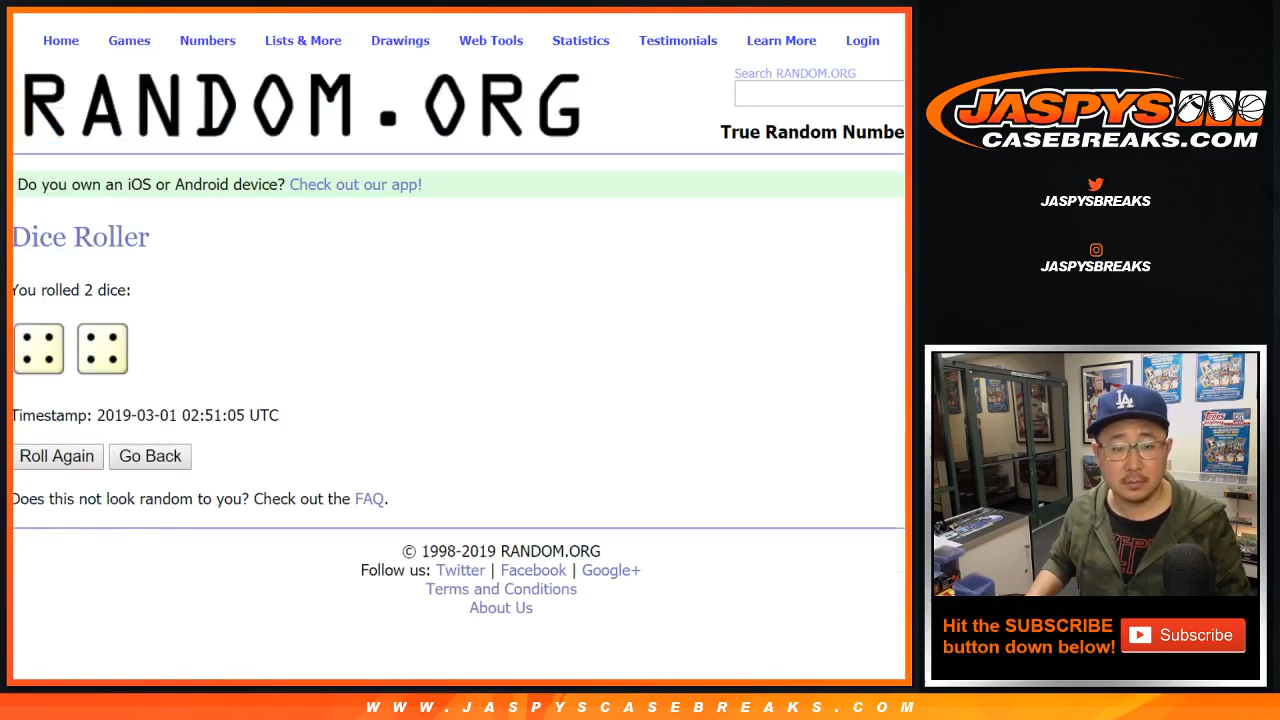 Home Games Numbers Lists & More Drawings Web Tools Statistics Testimonials Learn More Login
RANDOM.ORG
Search RANDOM.ORG
True Random Numbe
Do you own an iOS or Android device? Check out our app!
Dice Roller
You rolled 2 dice:
Timestamp: 2019-03-01 02:51:05 UTC
Roll Again Go Back
Does this not look random to you? Check out the FAQ.
© 1998-2019 RANDOM.ORG
Follow us: Twitter | Facebook | Google+
Terms and Conditions
About Us
JASPYS
CASEBREAKS.COM
JASPYSBREAKS
JASPYSBREAKS
LA
Hit the SUBSCRIBE
button down below!
Subscribe
WWW.JASPYSCASEBREAKS.COM